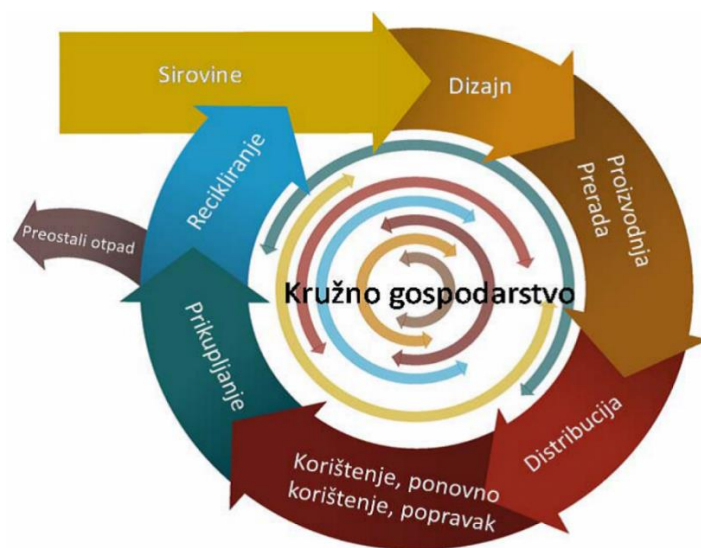 Sirovine
Dizajn
Proizvodnja
Prerada
Distribucija
Korištenje, ponovno
korištenje, popravak
Prikupljanje
Recikliranje
Preostali otpad
Kružno gospodarstvo